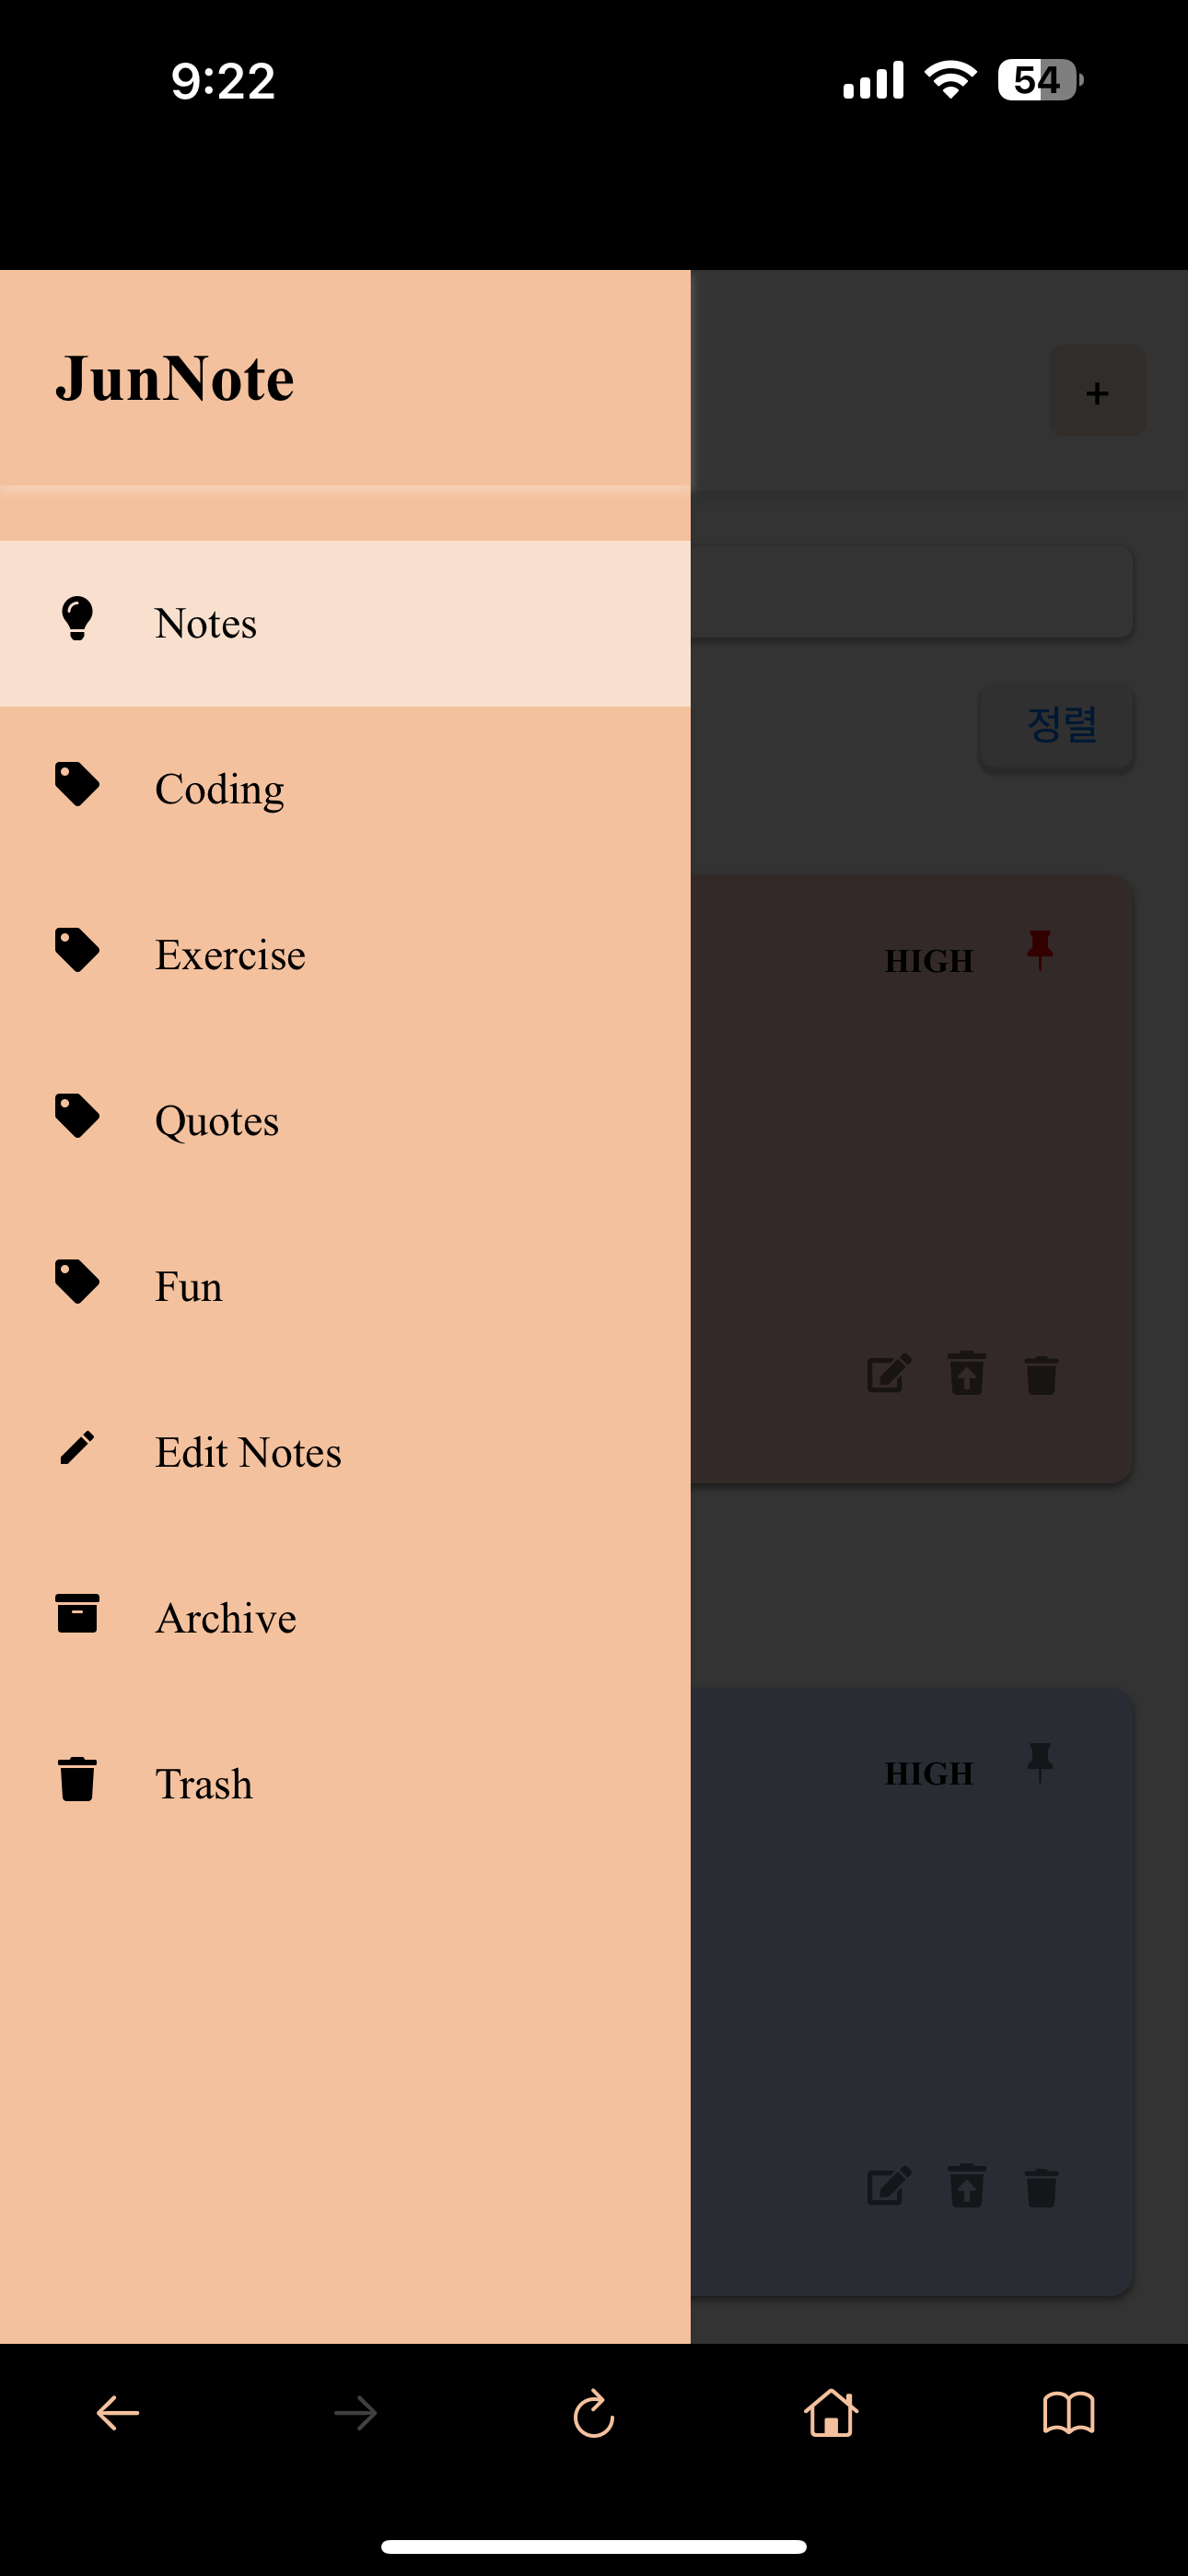 9:22
54
JunNote
+
Notes
정렬
Coding
Exercise
HIGH
Quotes
Fun
Edit Notes
Archive
Trash
HIGH